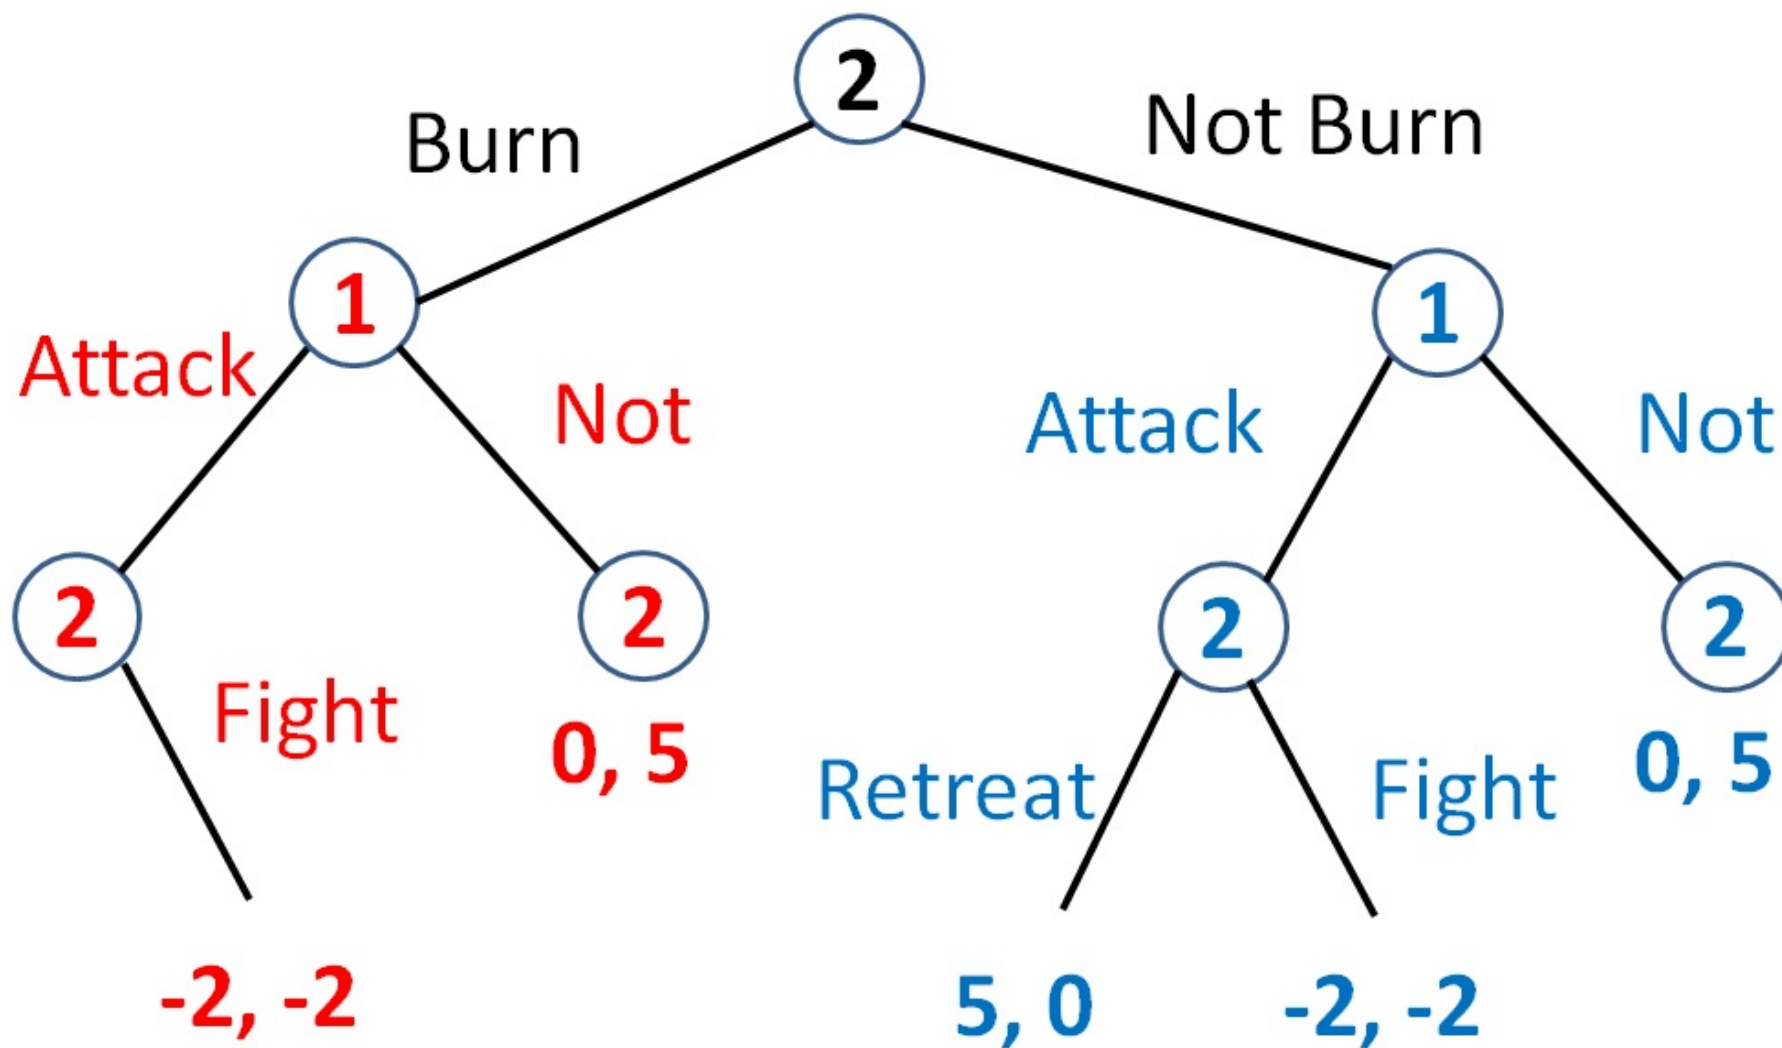 2
Burn
Not Burn
1
1
Attack
Not
Attack
Not
2
2
2
2
Fight
0, 5
Retreat
Fight
0, 5
-2, -2
5, 0
-2, -2